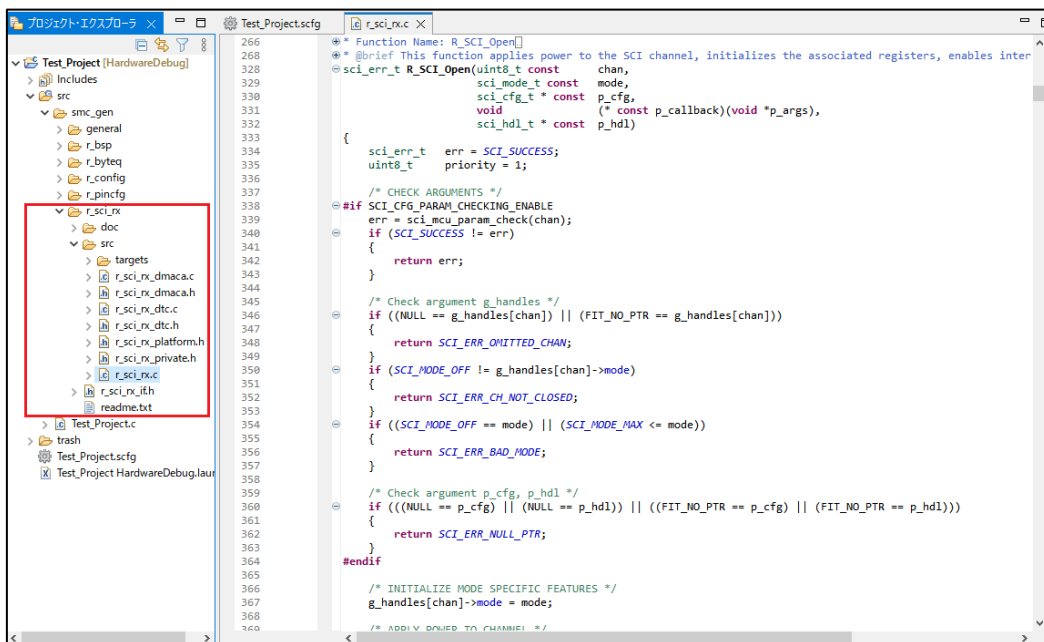 プロジェクト・エクスプローラー
Test_Project [HardwareDebug]
Includes
src
smc_gen
general
r_bsp
r_byteq
r_config
r_pincfg
r_sci_rx
doc
src
targets
r_sci_rx_dmaca.c
r_sci_rx_dmaca.h
r_sci_rx_dtc.c
r_sci_rx_dtc.h
r_sci_rx_platform.h
r_sci_rx_private.h
r_sci_rx.c
r_sci_rx_if.h
readme.txt
Test_Project.c
trash
Test_Project.scfg
Test_Project HardwareDebug.laur
Test_Project.scfg
r_sci_rx.c
266 * Function Name: R_SCI_Open
267 * @brief This function applies power to the SCI channel, initializes the associated registers, enables inter
328 sci_err_t R_SCI_Open(uint8_t const chan,
329 sci_mode_t const mode,
330 sci_cfg_t * const p_cfg,
331 void (* const p_callback)(void *p_args),
332 sci_hdl_t * const p_hdl)
333 {
334 sci_err_t err = SCI_SUCCESS;
335 uint8_t priority = 1;
336
337 /* CHECK ARGUMENTS */
338 #if SCI_CFG_PARAM_CHECKING_ENABLE
339 err = sci_mcu_param_check(chan);
340 if (SCI_SUCCESS != err)
341 {
342 return err;
343 }
344
345 /* Check argument g_handles */
346 if ((NULL == g_handles[chan]) || (FIT_NO_PTR == g_handles[chan]))
347 {
348 return SCI_ERR_OMITTED_CHAN;
349 }
350 if (SCI_MODE_OFF != g_handles[chan]->mode)
351 {
352 return SCI_ERR_CH_NOT_CLOSED;
353 }
354 if ((SCI_MODE_OFF == mode) || (SCI_MODE_MAX <= mode))
355 {
356 return SCI_ERR_BAD_MODE;
357 }
358
359 /* Check argument p_cfg, p_hdl */
360 if (((NULL == p_cfg) || (NULL == p_hdl)) || ((FIT_NO_PTR == p_cfg) || (FIT_NO_PTR == p_hdl)))
361 {
362 return SCI_ERR_NULL_PTR;
363 }
364 #endif
365
366 /* INITIALIZE MODE SPECIFIC FEATURES */
367 g_handles[chan]->mode = mode;
368
369 /* APPLY POWER TO CHANNEL */